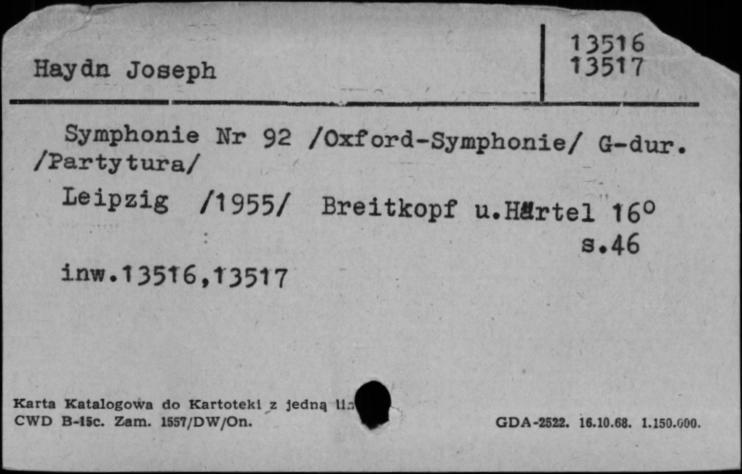 Haydn Joseph
13516
13517
Symphonie Nr 92 /Oxford-Symphonie/ G-dur.
/Partytura/
Leipzig /1955/ Breitkopf u.Härtel 16°
s.46
inw.13516,13517
Karta Katalogowa do Kartoteki z jedną
CWD B-15c. Zam. 1557/DW/On.
GDA-2522. 16.10.68. 1.150.000.